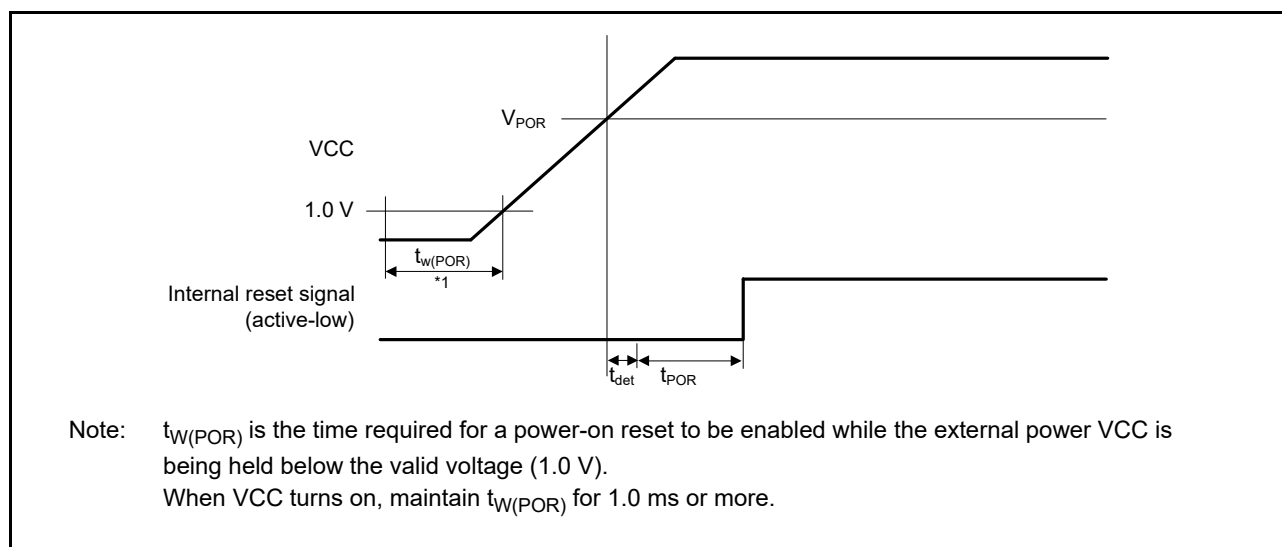 VPOR
VCC
1.0 V
tw(POR)
*1
Internal reset signal
(active-low)
tdet
tPOR
Note: tW(POR) is the time required for a power-on reset to be enabled while the external power VCC is
being held below the valid voltage (1.0 V).
When VCC turns on, maintain tW(POR) for 1.0 ms or more.